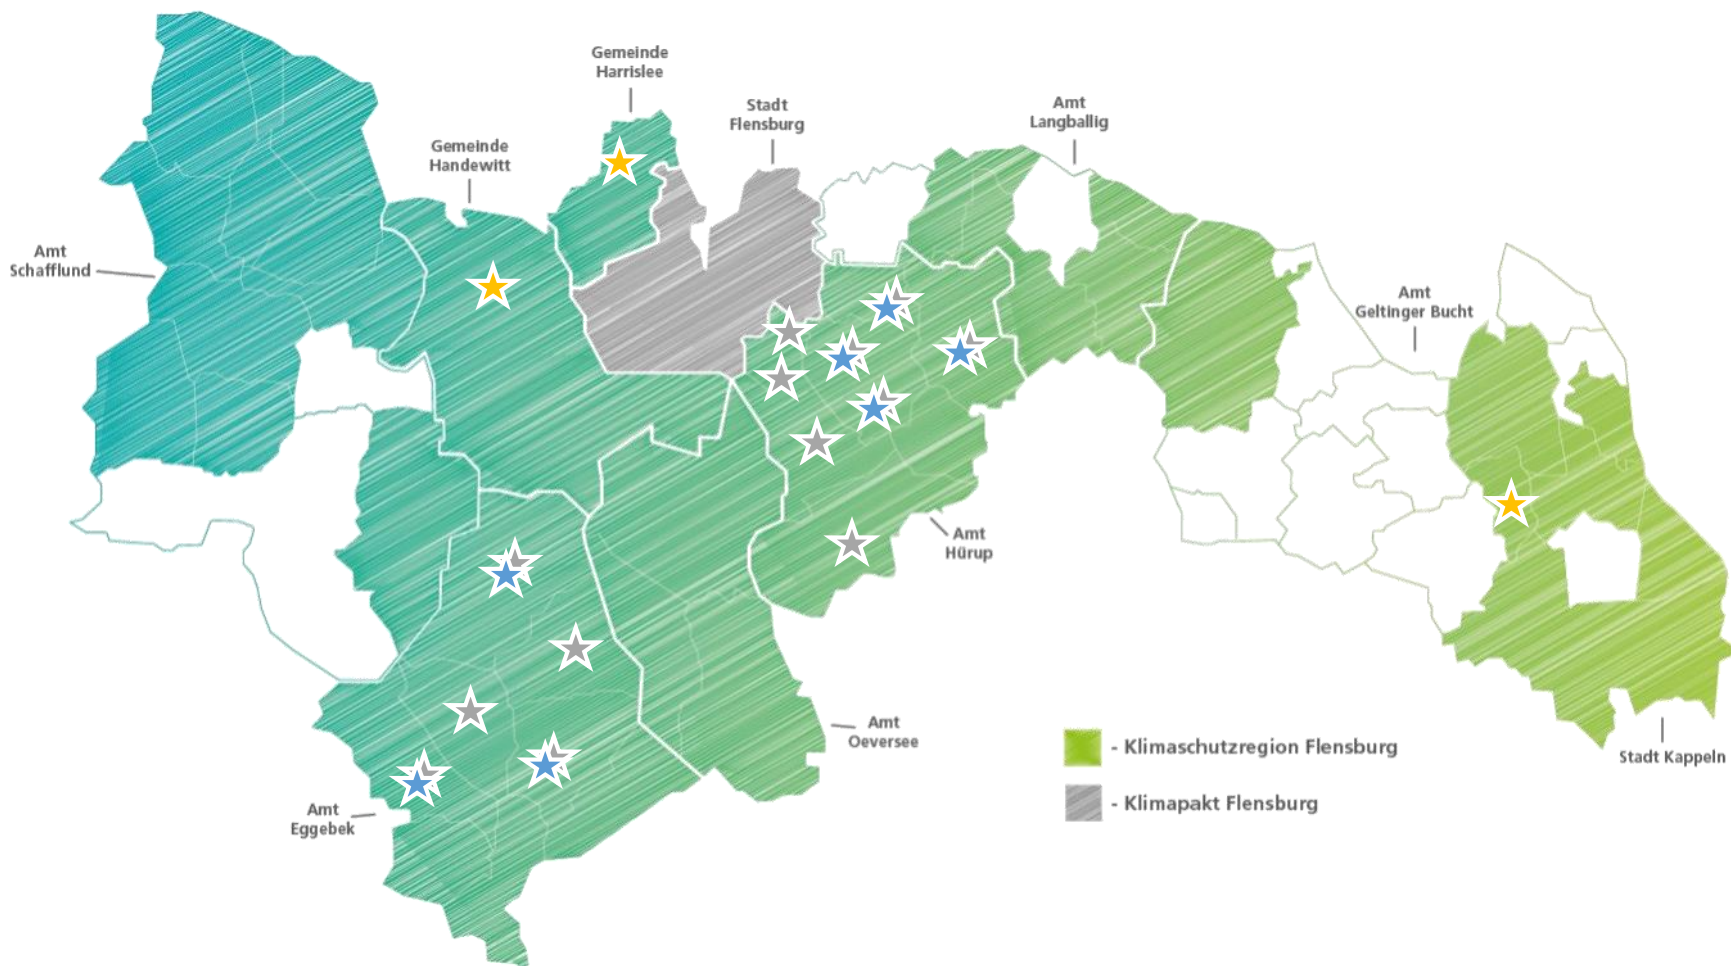 Gemeinde
Harrislee
Stadt
Flensburg
Amt
Langballig
Gemeinde
Handewitt
Amt
Schafflund
Amt
Geltinger Bucht
Amt
Hürup
Amt
Oeversee
- Klimaschutzregion Flensburg
Stadt Kappeln
- Klimapakt Flensburg
Amt
Eggebek